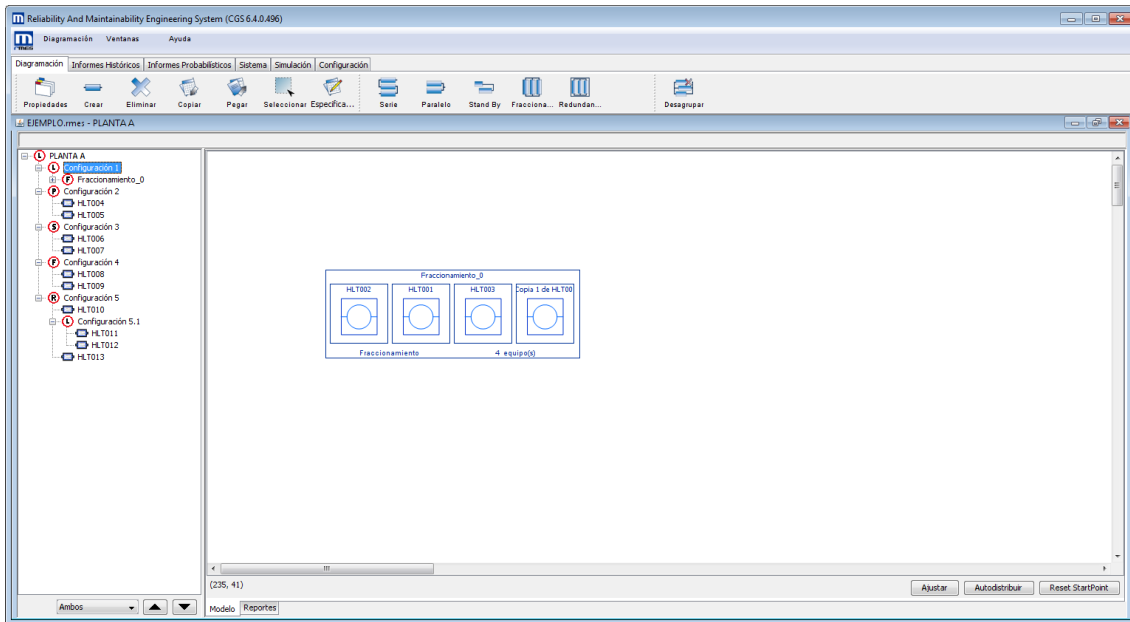 Reliability And Maintainability Engineering System (CGS 6.4.0.496)
Diagramación Ventanas Ayuda
Diagramación Informes Históricos Informes Probabilísticos Sistema Simulación Configuración
Propiedades Crear Eliminar Copiar Pegar Seleccionar Especifica... Serie Paralelo Stand By Fracciona... Redundan... Desagrupar
EJEMPLO.rmes - PLANTA A
L PLANTA A
L Configuración 1
F Fraccionamiento_0
P Configuración 2
HLT004
HLT005
S Configuración 3
HLT006
HLT007
F Configuración 4
HLT008
HLT009
R Configuración 5
HLT010
L Configuración 5.1
HLT011
HLT012
HLT013
Fraccionamiento_0
HLT002 HLT001 HLT003 Copia 1 de HLT00
Fraccionamiento 4 equipo(s)
(235, 41)
Ajustar Autodistribuir Reset StartPoint
Ambos
Modelo Reportes